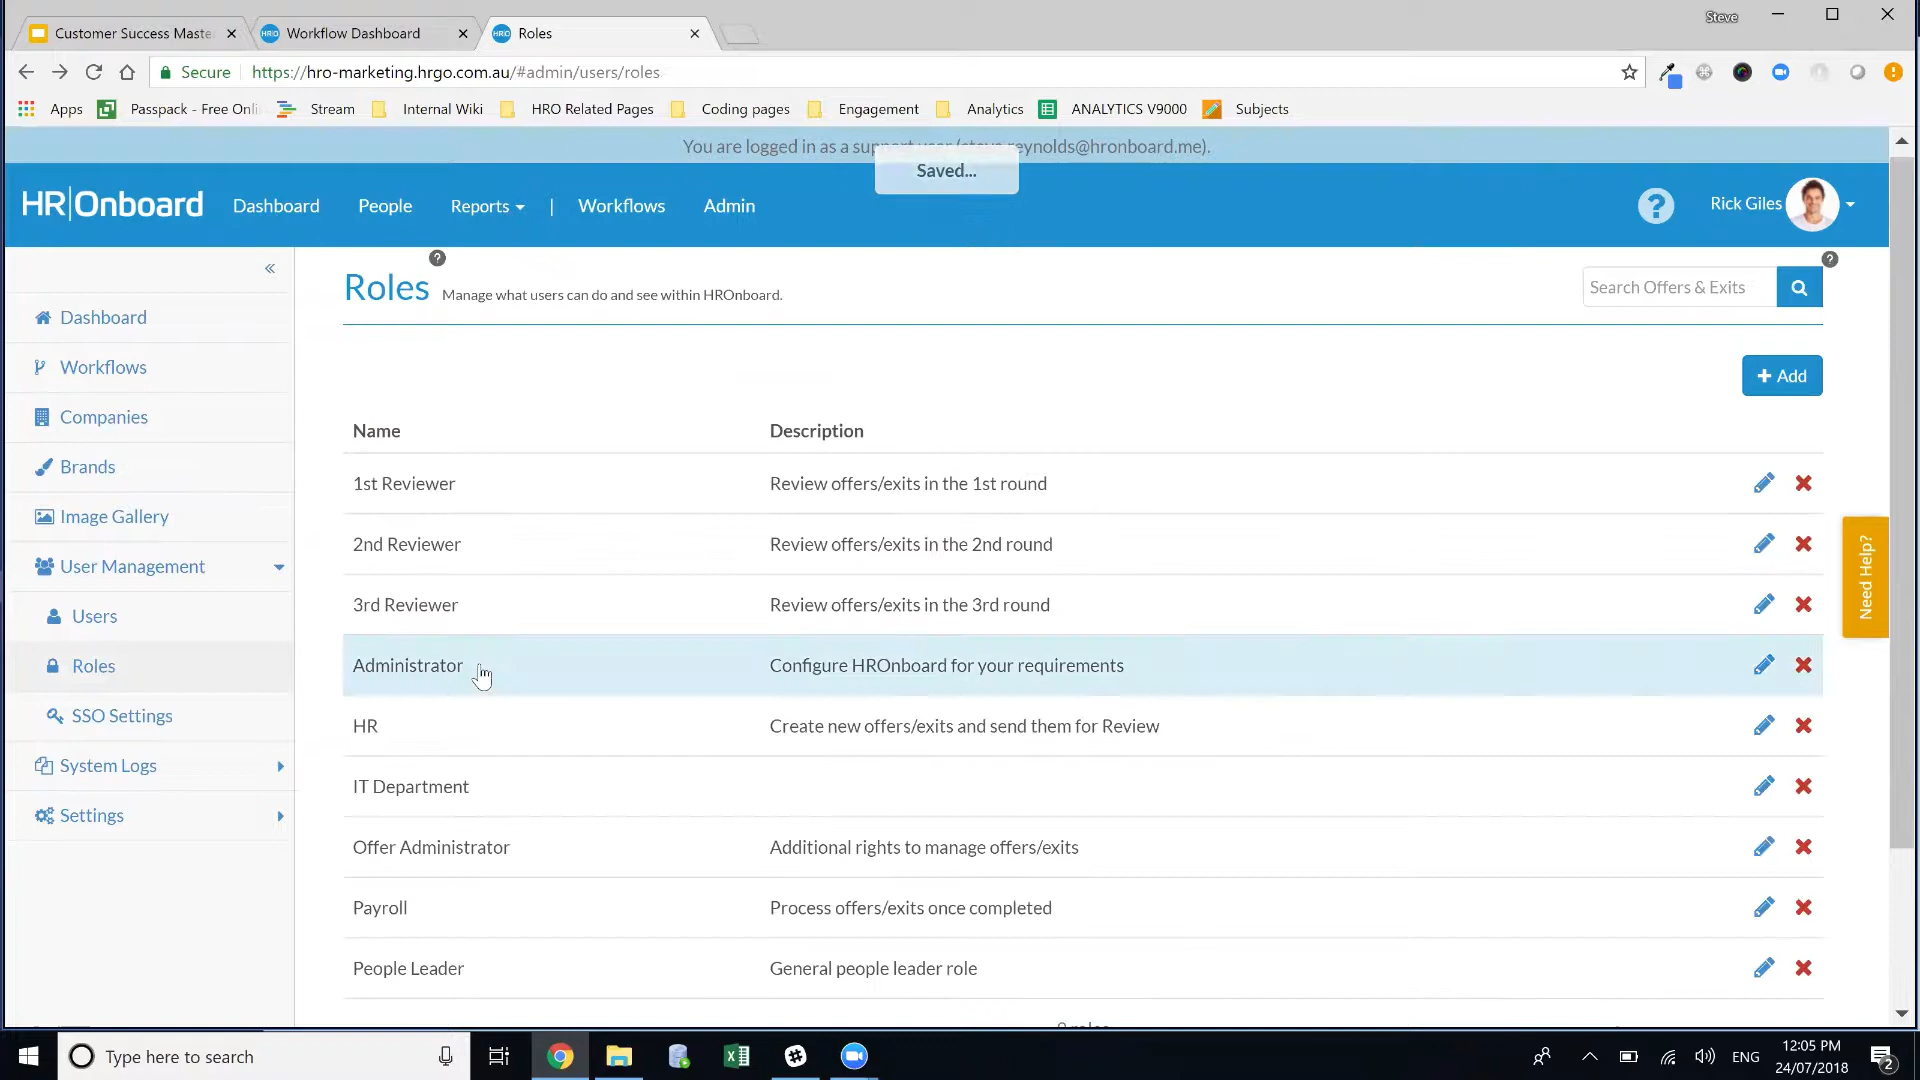 Customer Success Maste
Workflow Dashboard
Roles
Steve
Secure
https://hro-marketing.hrgo.com.au/#admin/users/roles
Apps
Passpack - Free Onli
Stream
Internal Wiki
HRO Related Pages
Coding pages
Engagement
Analytics
ANALYTICS V9000
Subjects
You are logged in as a support reynolds@hronboard.me).
Saved...
HR|Onboard
Dashboard
People
Reports
|
Workflows
Admin
?
Rick Giles
«
Dashboard
Workflows
Companies
Brands
Image Gallery
User Management
Users
Roles
SSO Settings
System Logs
Settings
Roles
?
Manage what users can do and see within HROnboard.
Search Offers & Exits
?
+ Add
Name Description
1st Reviewer Review offers/exits in the 1st round
2nd Reviewer Review offers/exits in the 2nd round
3rd Reviewer Review offers/exits in the 3rd round
Administrator Configure HROnboard for your requirements
HR Create new offers/exits and send them for Review
IT Department
Offer Administrator Additional rights to manage offers/exits
Payroll Process offers/exits once completed
People Leader General people leader role
Need Help?
Type here to search
ENG
12:05 PM
24/07/2018
2